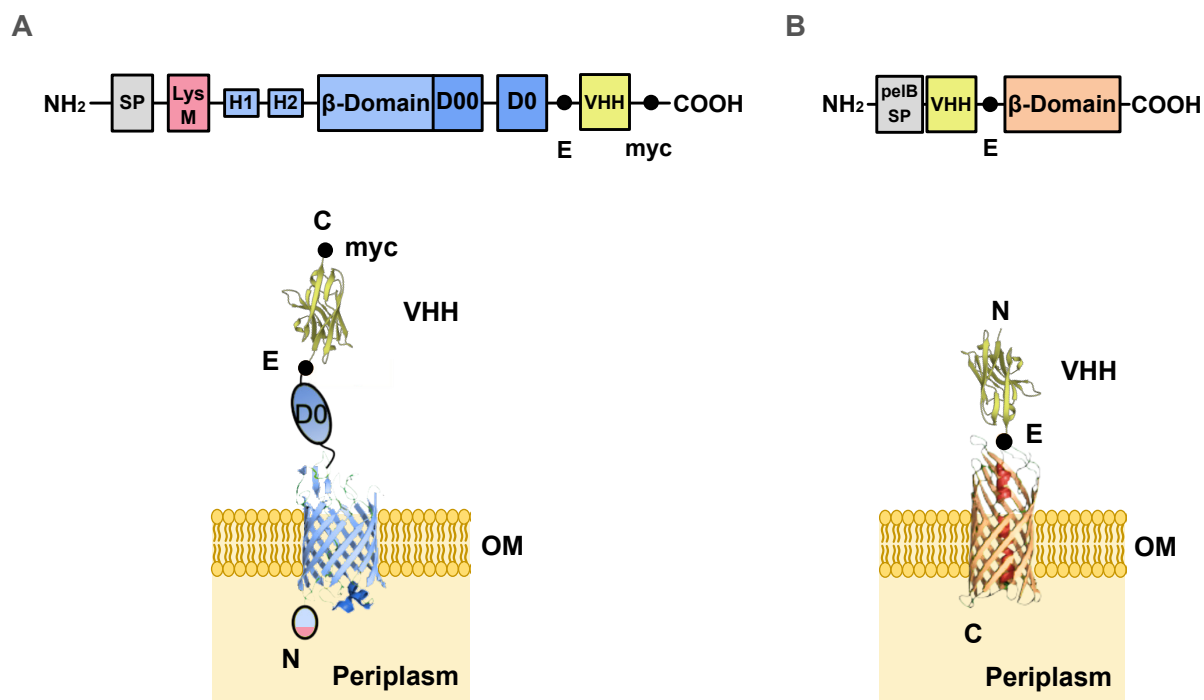 A
NH₂ SP Lys M H1 H2 β-Domain D00 D0 E VHH myc COOH
C
myc
VHH
E
D0
OM
N
Periplasm
B
NH₂ pelB SP VHH E β-Domain COOH
N
VHH
E
OM
C
Periplasm